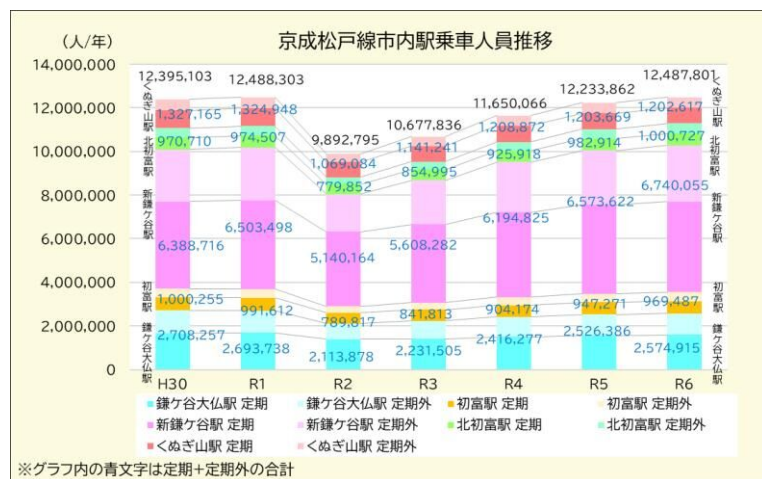 京成松戸線市内駅乗車人員推移
(人/年)
14,000,000
12,000,000
10,000,000
8,000,000
6,000,000
4,000,000
2,000,000
0
12,395,103 12,488,303 9,892,795 10,677,836 11,650,066 12,233,862 12,487,801
くぬぎ山駅 1,327,165 1,324,948 1,069,084 1,141,241 1,208,872 1,203,669 1,202,617 くぬぎ山駅
北初富駅 970,710 974,507 779,852 854,995 925,918 982,914 1,000,727 北初富駅
新鎌ケ谷駅 6,388,716 6,503,498 5,140,164 5,608,282 6,194,825 6,573,622 6,740,055 新鎌ケ谷駅
初富駅 1,000,255 991,612 789,817 841,813 904,174 947,271 969,487 初富駅
鎌ケ谷大仏駅 2,708,257 2,693,738 2,113,878 2,231,505 2,416,277 2,526,386 2,574,915 鎌ケ谷大仏駅
H30 R1 R2 R3 R4 R5 R6
鎌ケ谷大仏駅 定期 鎌ケ谷大仏駅 定期外 初富駅 定期 初富駅 定期外
新鎌ケ谷駅 定期 新鎌ケ谷駅 定期外 北初富駅 定期 北初富駅 定期外
くぬぎ山駅 定期 くぬぎ山駅 定期外
※グラフ内の青文字は定期+定期外の合計